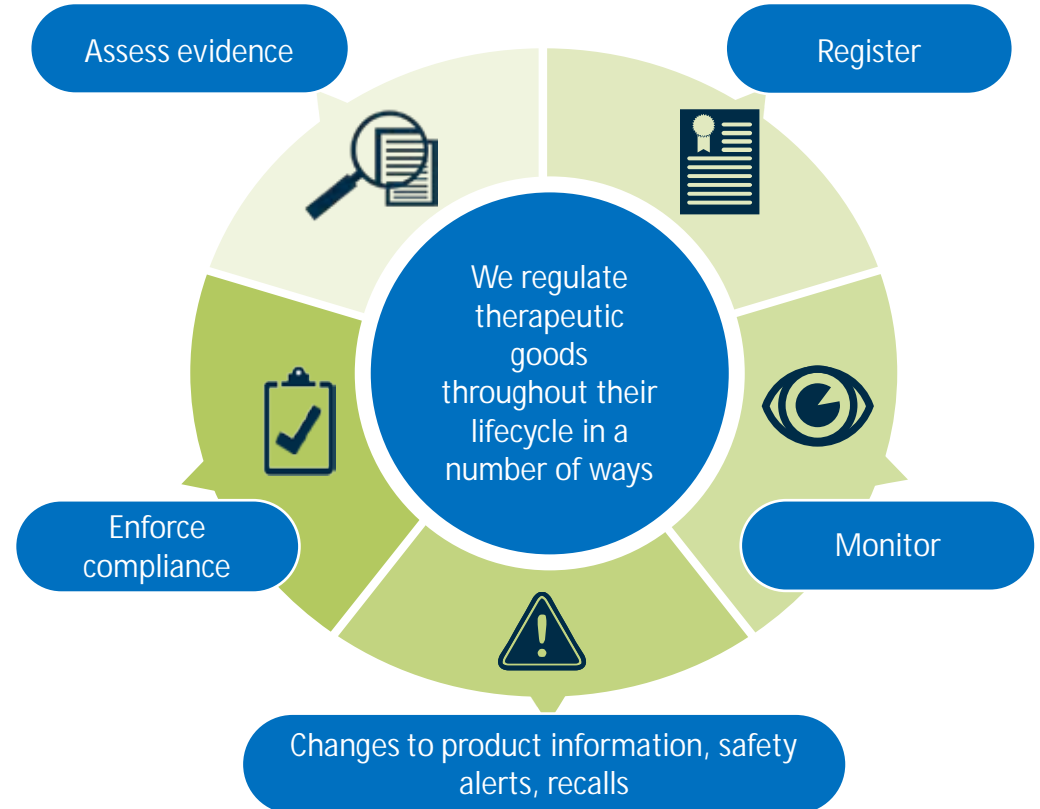 Assess evidence
Register
We regulate
therapeutic
goods
throughout their
lifecycle in a
number of ways
Enforce
compliance
Monitor
Changes to product information, safety
alerts, recalls